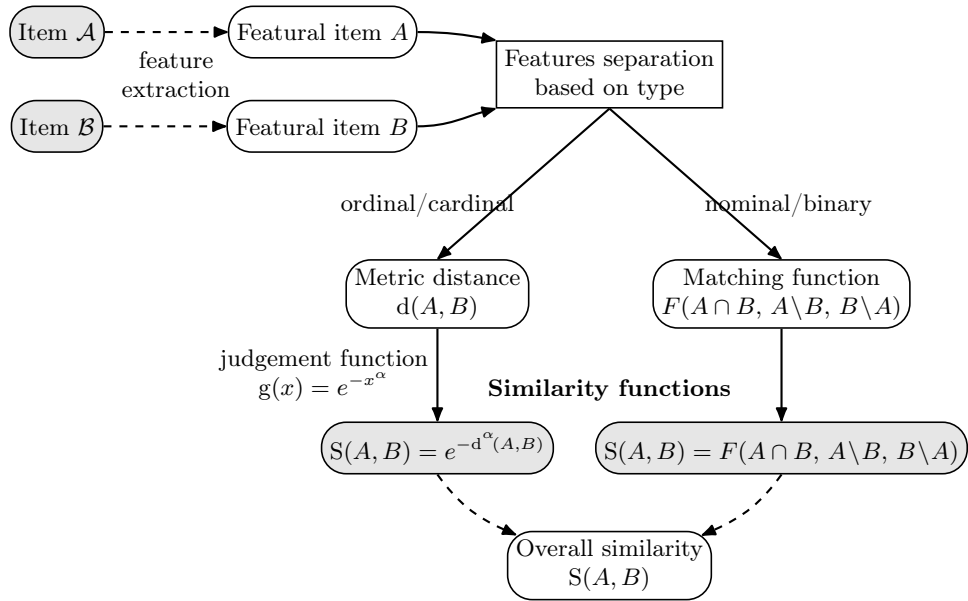 Item 𝒜
Featural item A
feature
extraction
Item ℬ
Featural item B
Features separation
based on type
ordinal/cardinal
nominal/binary
Metric distance
d(A, B)
Matching function
F(A ∩ B, A\B, B\A)
judgement function
g(x) = e^{−x^α}
Similarity functions
S(A, B) = e^{−d^α(A,B)}
S(A, B) = F(A ∩ B, A\B, B\A)
Overall similarity
S(A, B)